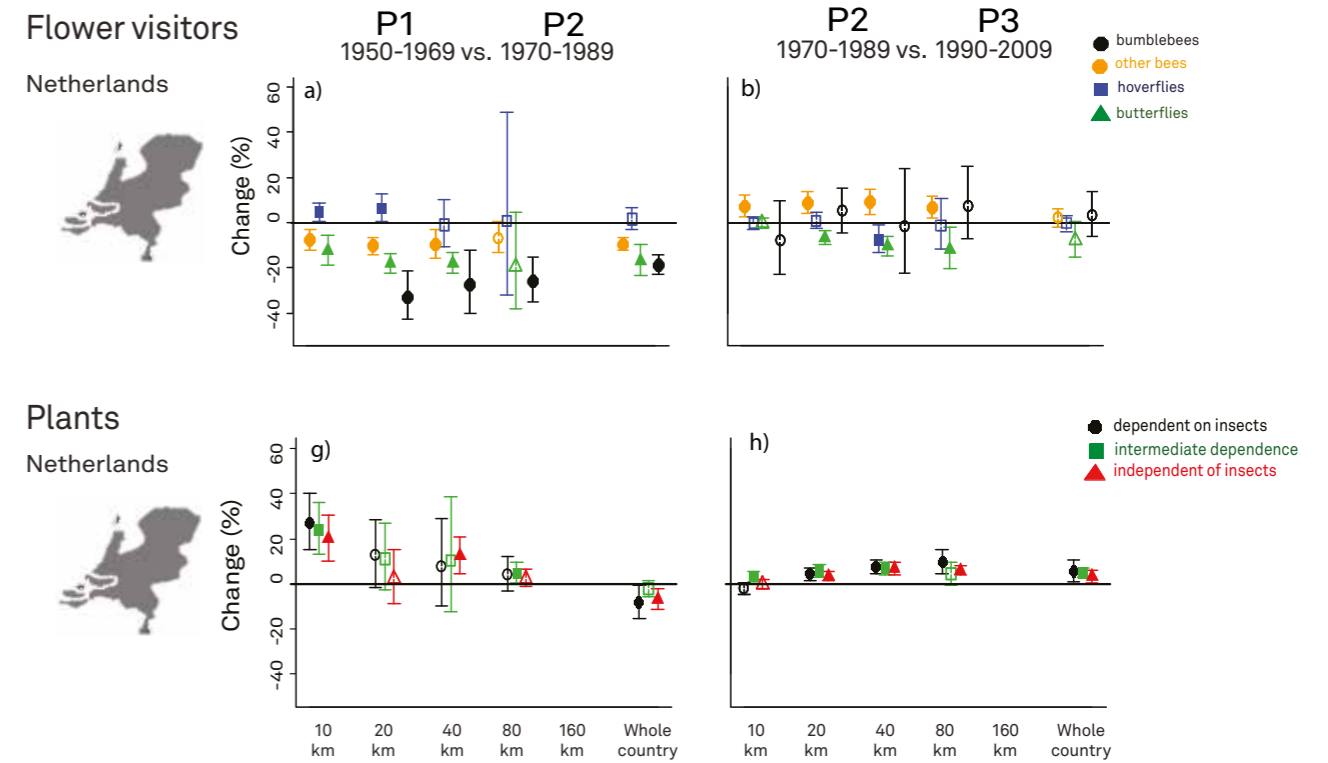 Flower visitors
Netherlands
P1
P2
1950-1969 vs. 1970-1989
P2
P3
1970-1989 vs. 1990-2009
bumblebees
other bees
hoverflies
butterflies
a)
Change (%)
60
40
20
0
-20
-40
b)
Plants
Netherlands
g)
Change (%)
60
40
20
0
-20
-40
h)
dependent on insects
intermediate dependence
independent of insects
10 20 40 80 160 Whole
km km km km km country
10 20 40 80 160 Whole
km km km km km country